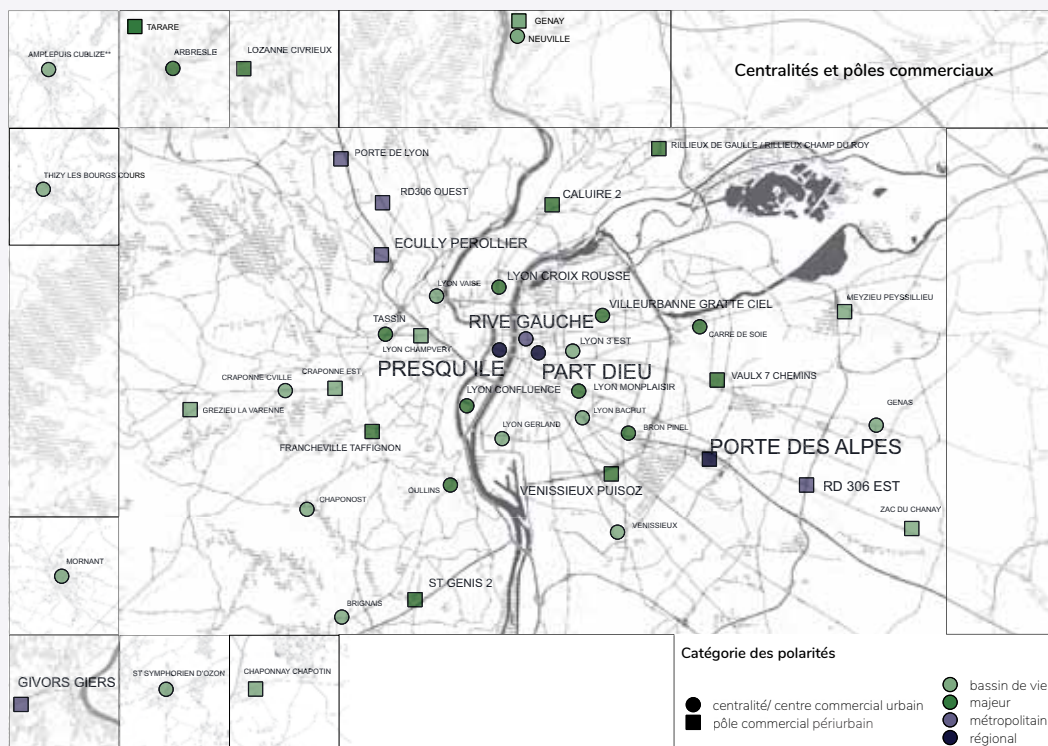 GENAY
TARARE
NEUVILLE
LOZANNE CIVRIEUX
AMPLEPUIS CUBLIZE**
ARBRESLE
Centralités et pôles commerciaux
RILLIEUX DE GAULLE / RILLIEUX CHAMP DU ROY
PORTE DE LYON
THIZY LES BOURGS COURS
RD306 OUEST
CALUIRE 2
ECULLY PEROLLIER
LYON CROIX ROUSSE
LYON VAISE
MEYZIEU PEYSSILLIEU
VILLEURBANNE GRATTE CIEL
TASSIN
RIVE GAUCHE
CARRE DE SOIE
LYON CHAMPVERT
LYON 3 EST
PRESQU ILE
PART DIEU
CRAPONNE EST
CRAPONNE CVILLE
VAULX 7 CHEMINS
LYON CONFLUENCE
LYON MONPLAISIR
GREZIEU LA VARENNE
LYON BACHUT
GENAS
LYON GERLAND
BRON PINEL
FRANCHEVILLE TAFFIGNON
PORTE DES ALPES
OULLINS
VENISSIEUX PUISOZ
RD 306 EST
CHAPONOST
ZAC DU CHANAY
VENISSIEUX
MORNANT
ST GENIS 2
BRIGNAIS
GIVORS GIERS
ST SYMPHORIEN D'OZON
CHAPONNAY CHAPOTIN
Catégorie des polarités
centralité/ centre commercial urbain
pôle commercial périurbain
bassin de vie
majeur
métropolitain
régional